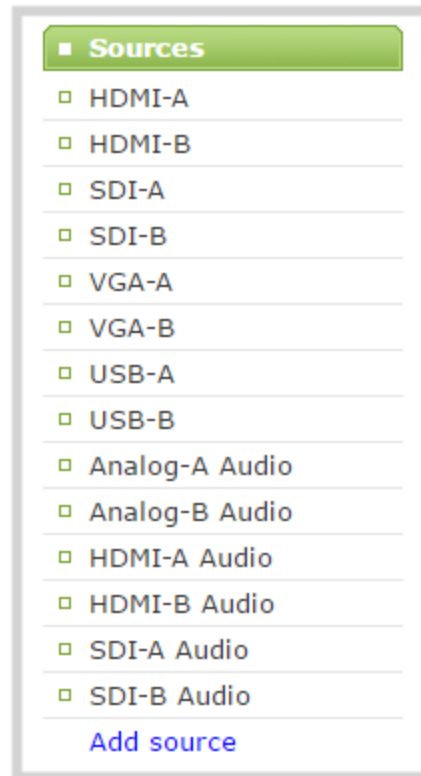 Sources
HDMI-A
HDMI-B
SDI-A
SDI-B
VGA-A
VGA-B
USB-A
USB-B
Analog-A Audio
Analog-B Audio
HDMI-A Audio
HDMI-B Audio
SDI-A Audio
SDI-B Audio
Add source